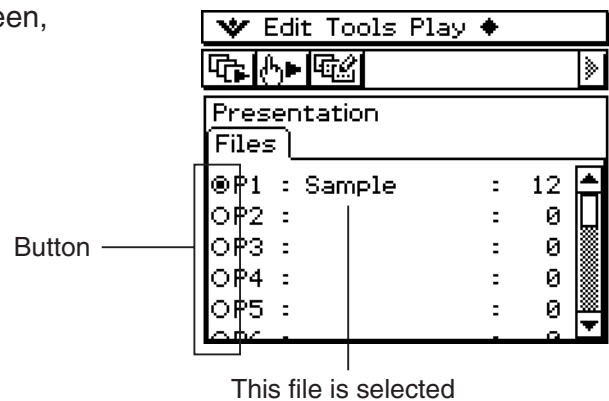 een,
Edit Tools Play ◆
Presentation
Files
P1 : Sample : 12
P2 : : 0
P3 : : 0
Button
P4 : : 0
P5 : : 0
This file is selected